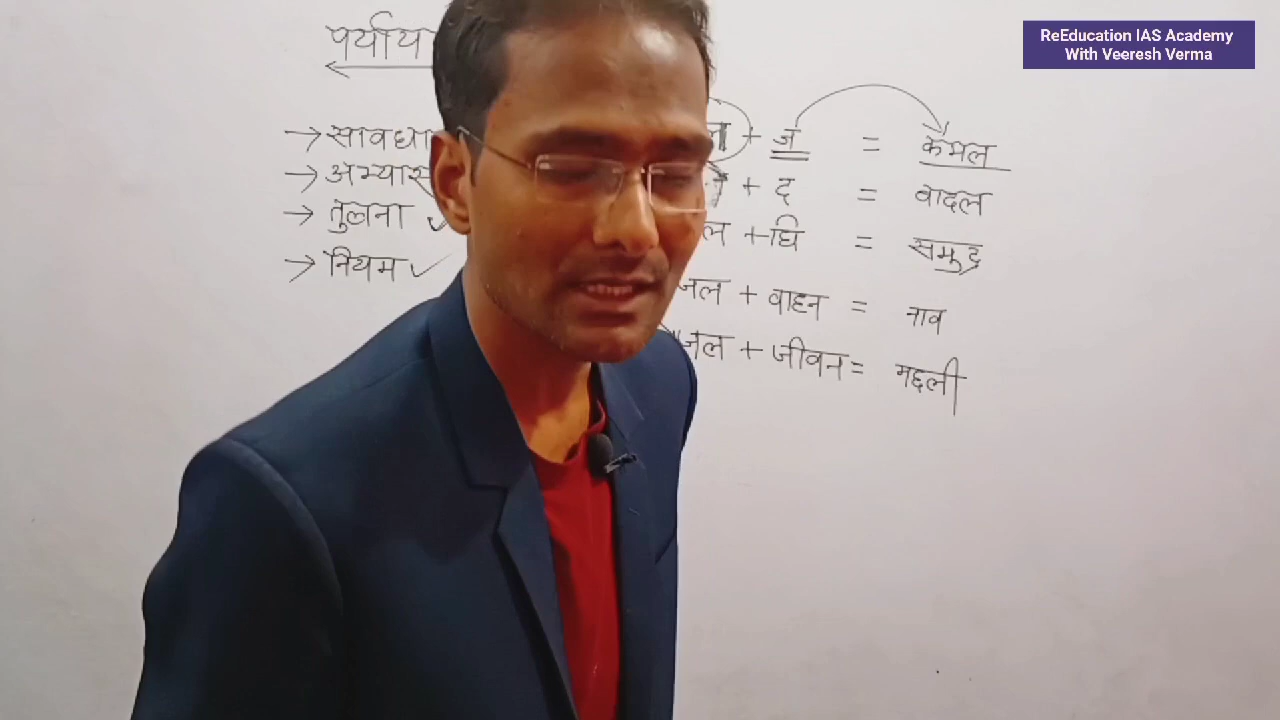 ReEducation IAS Academy
With Veeresh Verma
पर्याय
→ सावधा + ज = कमल
→ अभ्यास + द = वादल
→ तुलना ✓ ल + घि = समुद्र
→ नियम ✓
जल + वाहन = नाव
जल + जीवन = मछली